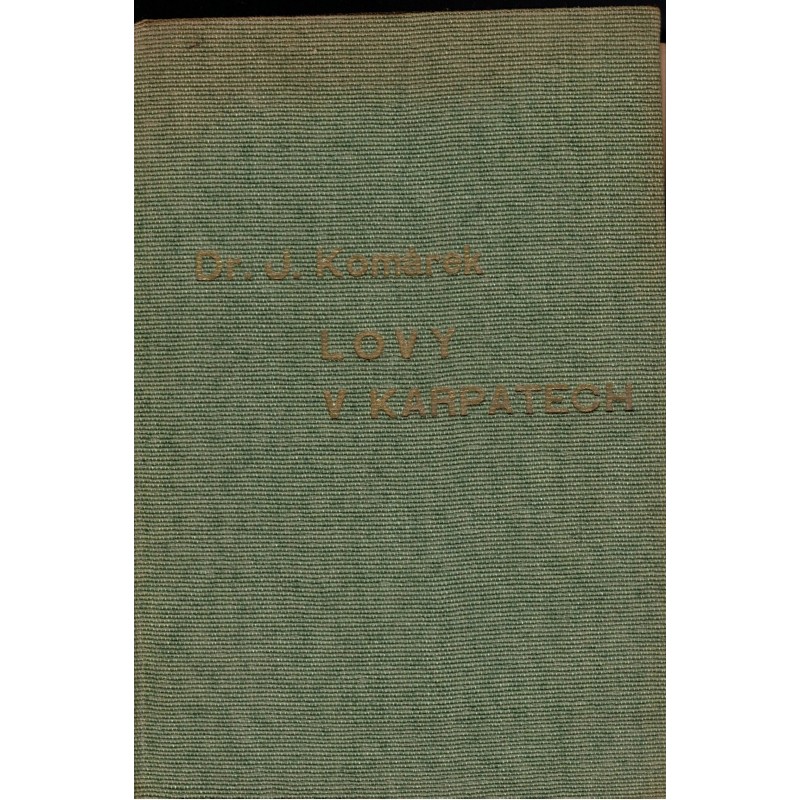 Dr. J. Komárek
LOVY
V KARPATECH